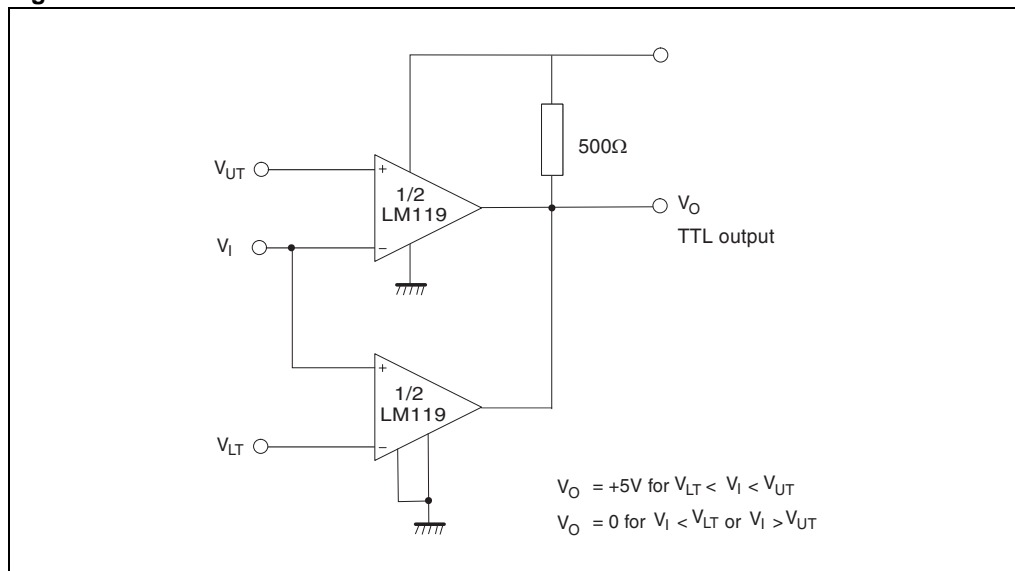 500Ω
V_UT
+
1/2
LM119
V_O
V_I
−
TTL output
+
1/2
LM119
V_LT
−
V_O = +5V for V_LT < V_I < V_UT
V_O = 0 for V_I < V_LT or V_I > V_UT